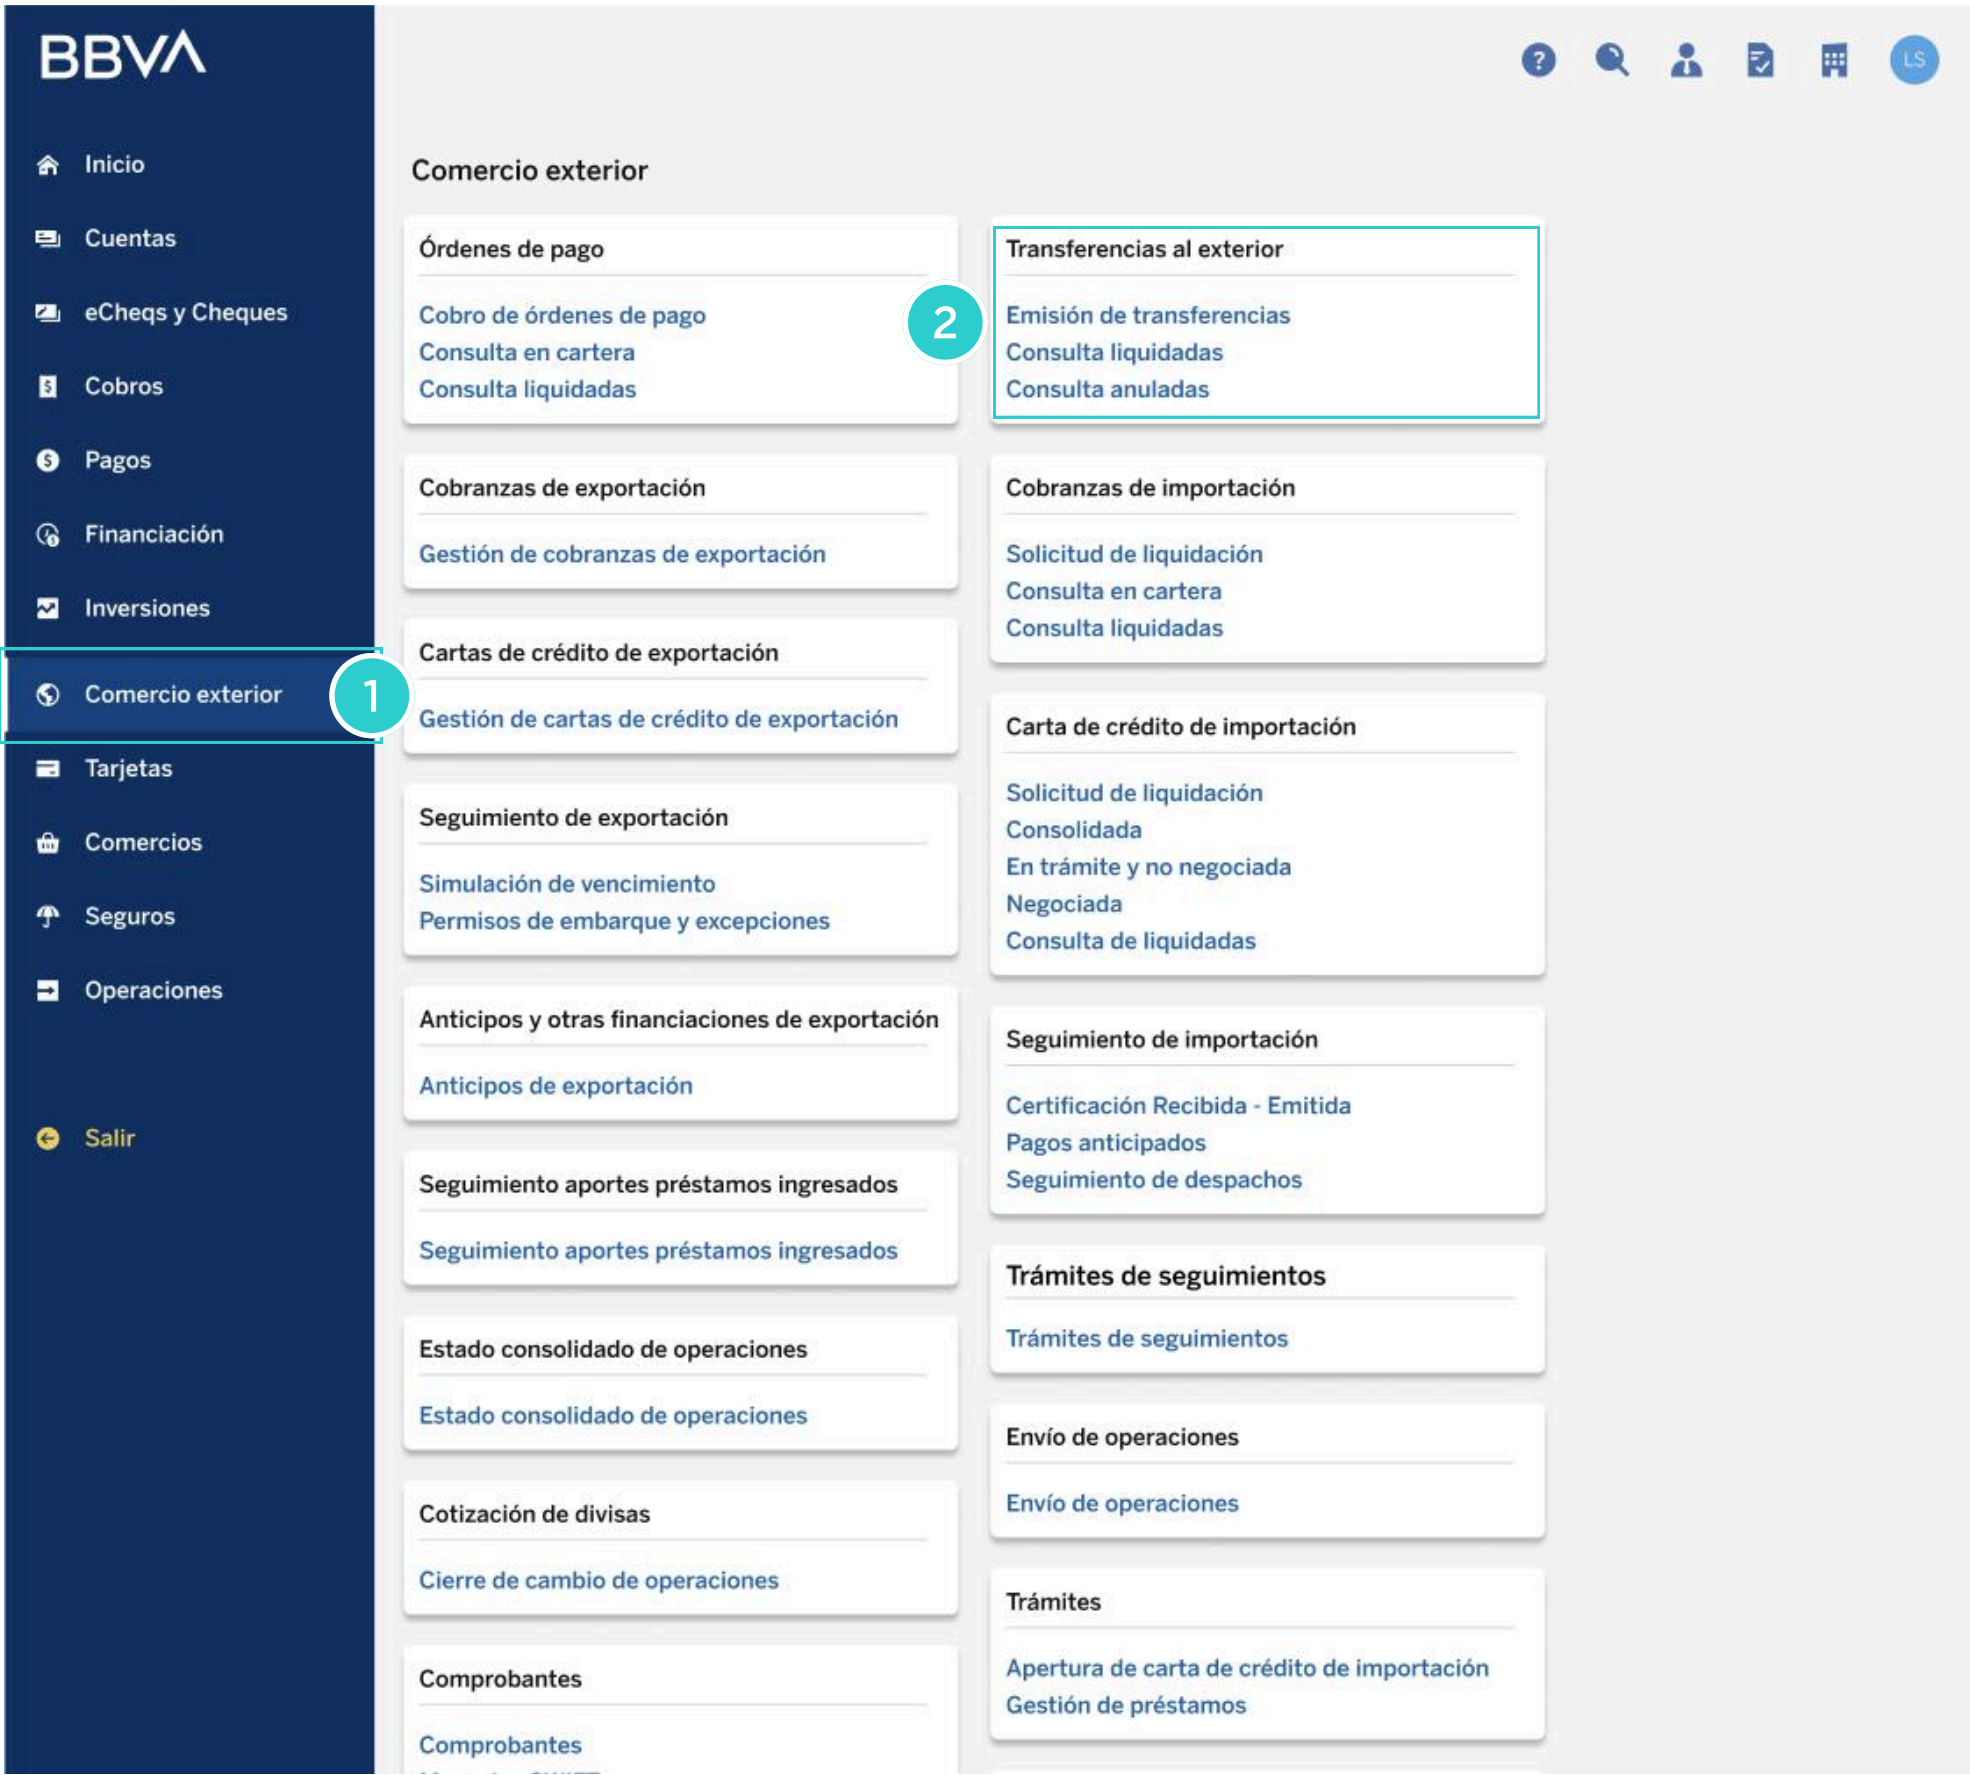 BBVA
LS
Inicio
Cuentas
eCheqs y Cheques
Cobros
Pagos
Financiación
Inversiones
Comercio exterior
1
Tarjetas
Comercios
Seguros
Operaciones
Salir
Comercio exterior
Órdenes de pago
Cobro de órdenes de pago
Consulta en cartera
Consulta liquidadas
Cobranzas de exportación
Gestión de cobranzas de exportación
Cartas de crédito de exportación
Gestión de cartas de crédito de exportación
Seguimiento de exportación
Simulación de vencimiento
Permisos de embarque y excepciones
Anticipos y otras financiaciones de exportación
Anticipos de exportación
Seguimiento aportes préstamos ingresados
Seguimiento aportes préstamos ingresados
Estado consolidado de operaciones
Estado consolidado de operaciones
Cotización de divisas
Cierre de cambio de operaciones
Comprobantes
Comprobantes
2
Transferencias al exterior
Emisión de transferencias
Consulta liquidadas
Consulta anuladas
Cobranzas de importación
Solicitud de liquidación
Consulta en cartera
Consulta liquidadas
Carta de crédito de importación
Solicitud de liquidación
Consolidada
En trámite y no negociada
Negociada
Consulta de liquidadas
Seguimiento de importación
Certificación Recibida - Emitida
Pagos anticipados
Seguimiento de despachos
Trámites de seguimientos
Trámites de seguimientos
Envío de operaciones
Envío de operaciones
Trámites
Apertura de carta de crédito de importación
Gestión de préstamos